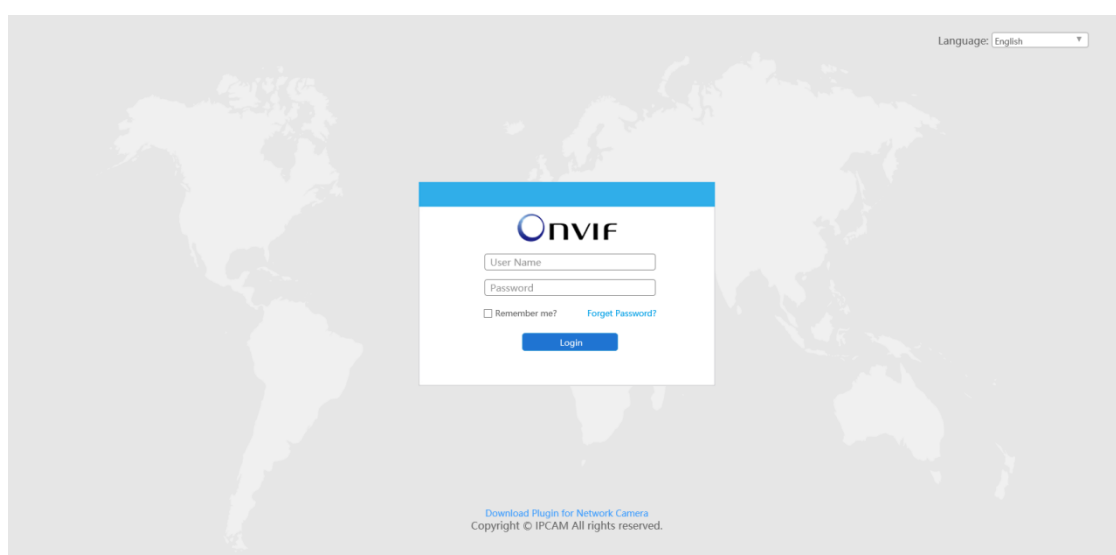 Language: English
ONVIF
User Name
Password
Remember me? Forget Password?
Login
Download Plugin for Network Camera
Copyright © IPCAM All rights reserved.